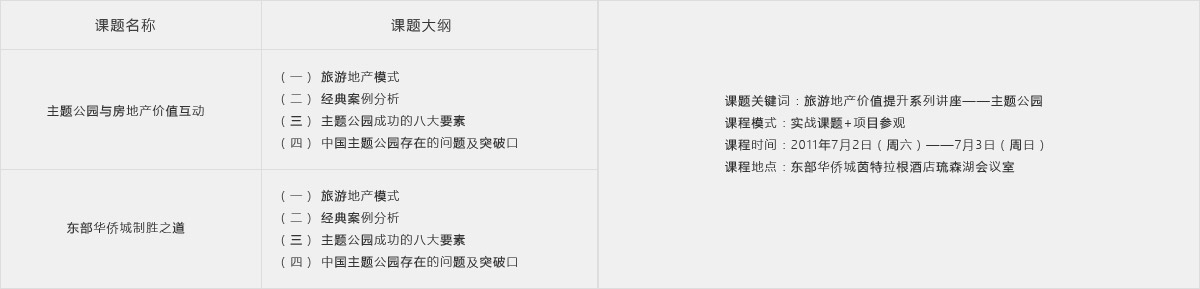 课题名称
课题大纲
主题公园与房地产价值互动
（一） 旅游地产模式
（二） 经典案例分析
（三） 主题公园成功的八大要素
（四） 中国主题公园存在的问题及突破口
东部华侨城制胜之道
（一） 旅游地产模式
（二） 经典案例分析
（三） 主题公园成功的八大要素
（四） 中国主题公园存在的问题及突破口
课题关键词：旅游地产价值提升系列讲座——主题公园
课程模式：实战课题+项目参观
课程时间：2011年7月2日（周六）——7月3日（周日）
课程地点：东部华侨城茵特拉根酒店琉森湖会议室